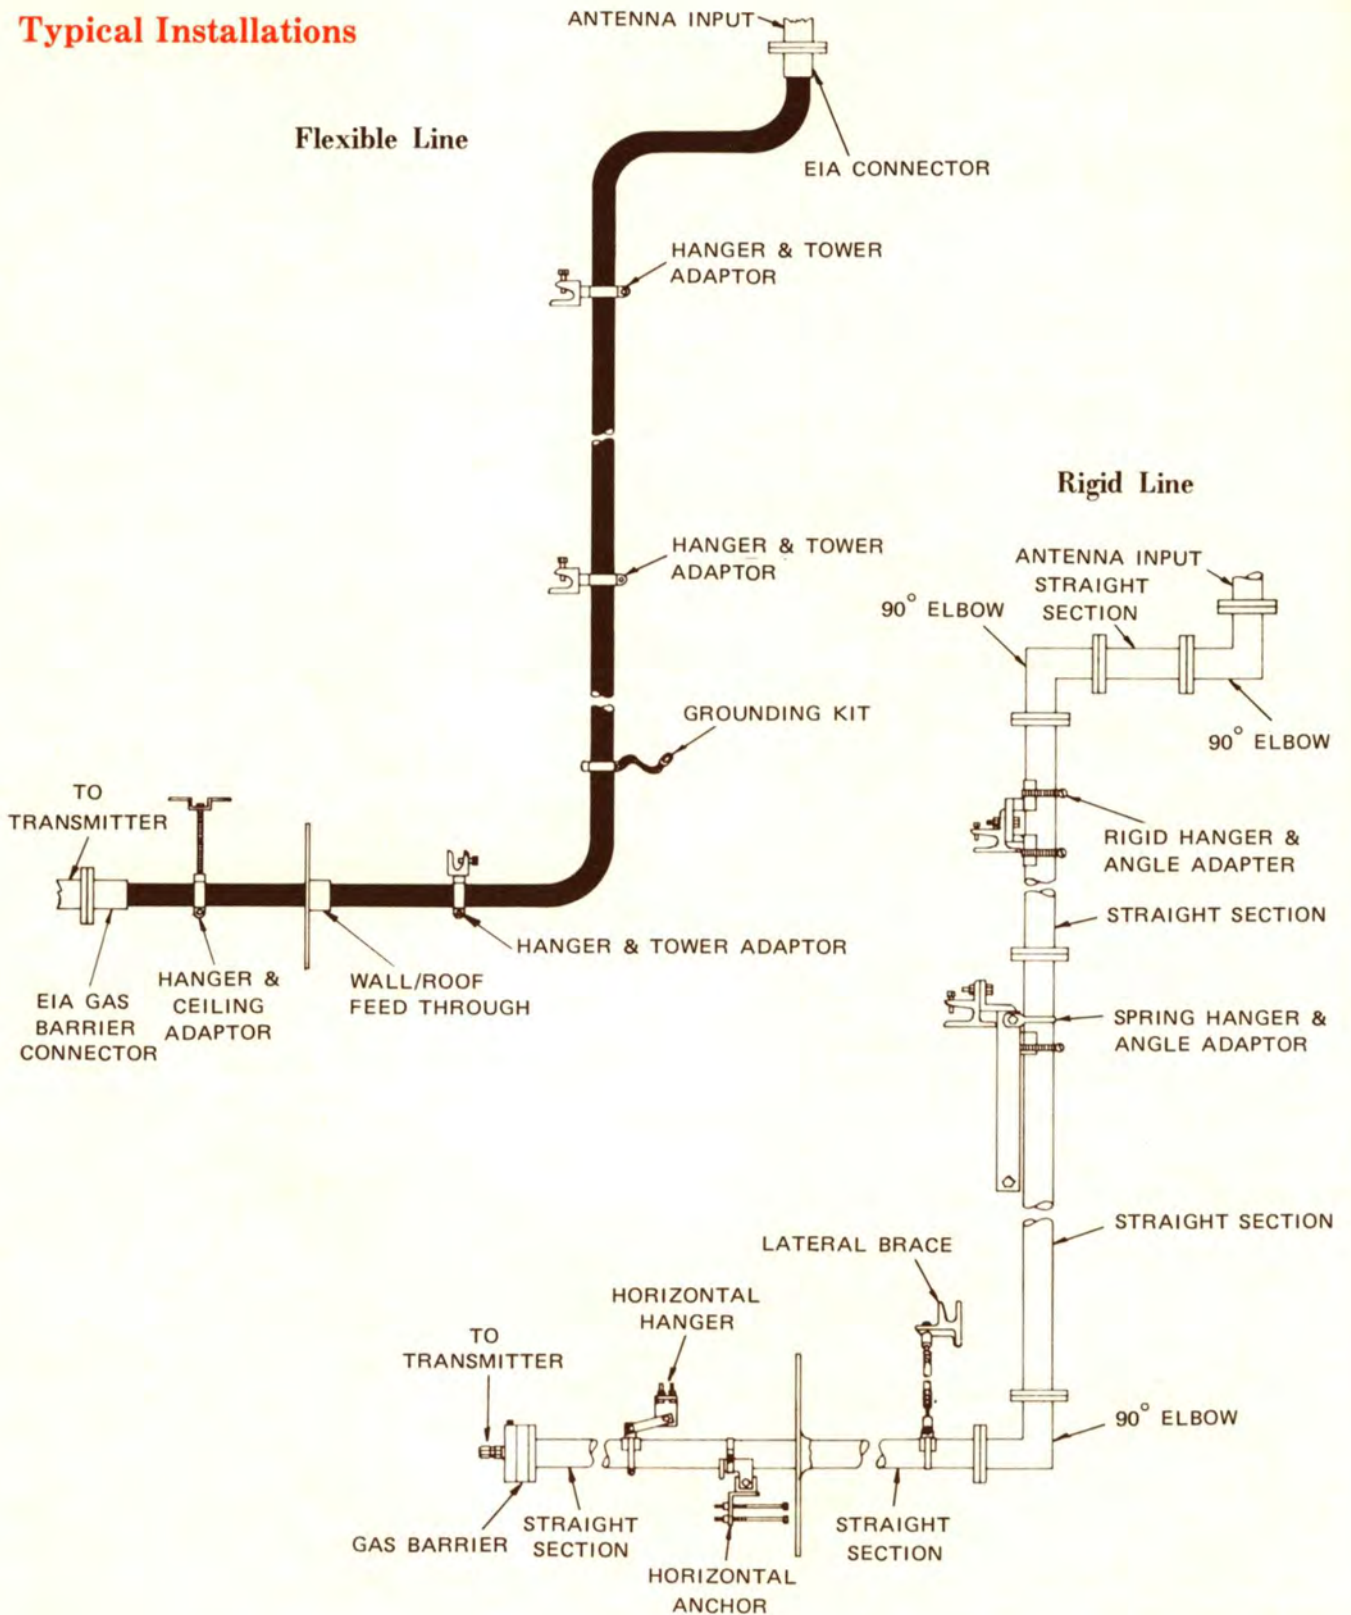 Typical Installations
ANTENNA INPUT
Flexible Line
EIA CONNECTOR
HANGER & TOWER
ADAPTOR
HANGER & TOWER
ADAPTOR
GROUNDING KIT
TO
TRANSMITTER
HANGER & TOWER ADAPTOR
WALL/ROOF
FEED THROUGH
HANGER &
CEILING
ADAPTOR
EIA GAS
BARRIER
CONNECTOR
Rigid Line
ANTENNA INPUT
STRAIGHT
SECTION
90° ELBOW
90° ELBOW
RIGID HANGER &
ANGLE ADAPTER
STRAIGHT SECTION
SPRING HANGER &
ANGLE ADAPTOR
STRAIGHT SECTION
LATERAL BRACE
HORIZONTAL
HANGER
TO
TRANSMITTER
90° ELBOW
GAS BARRIER
STRAIGHT
SECTION
HORIZONTAL
ANCHOR
STRAIGHT
SECTION